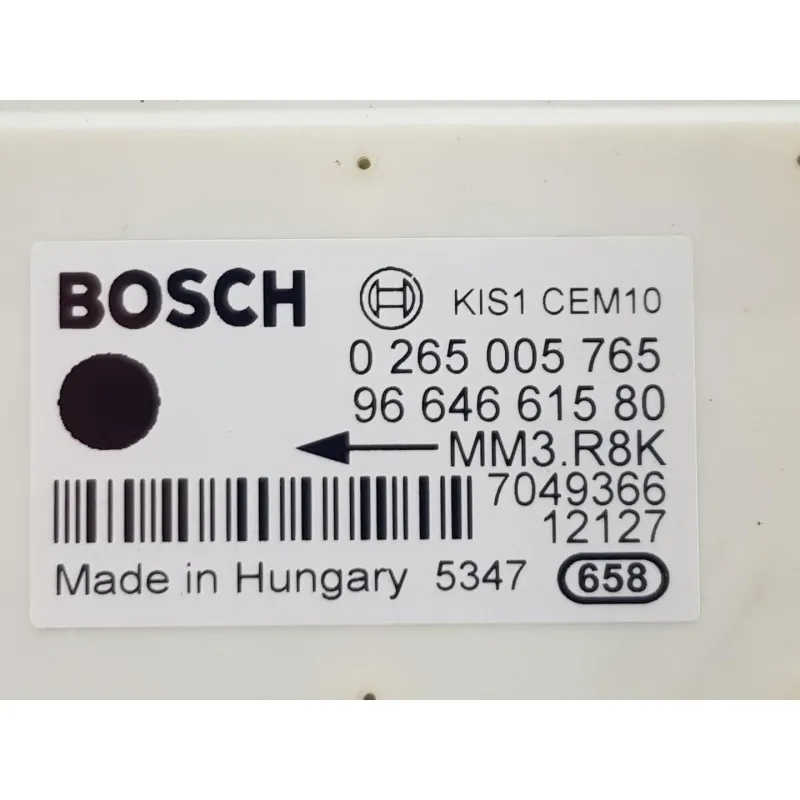 BOSCH KIS1 CEM10
0 265 005 765
96 646 615 80
MM3.R8K
7049366
12127
Made in Hungary 5347 658